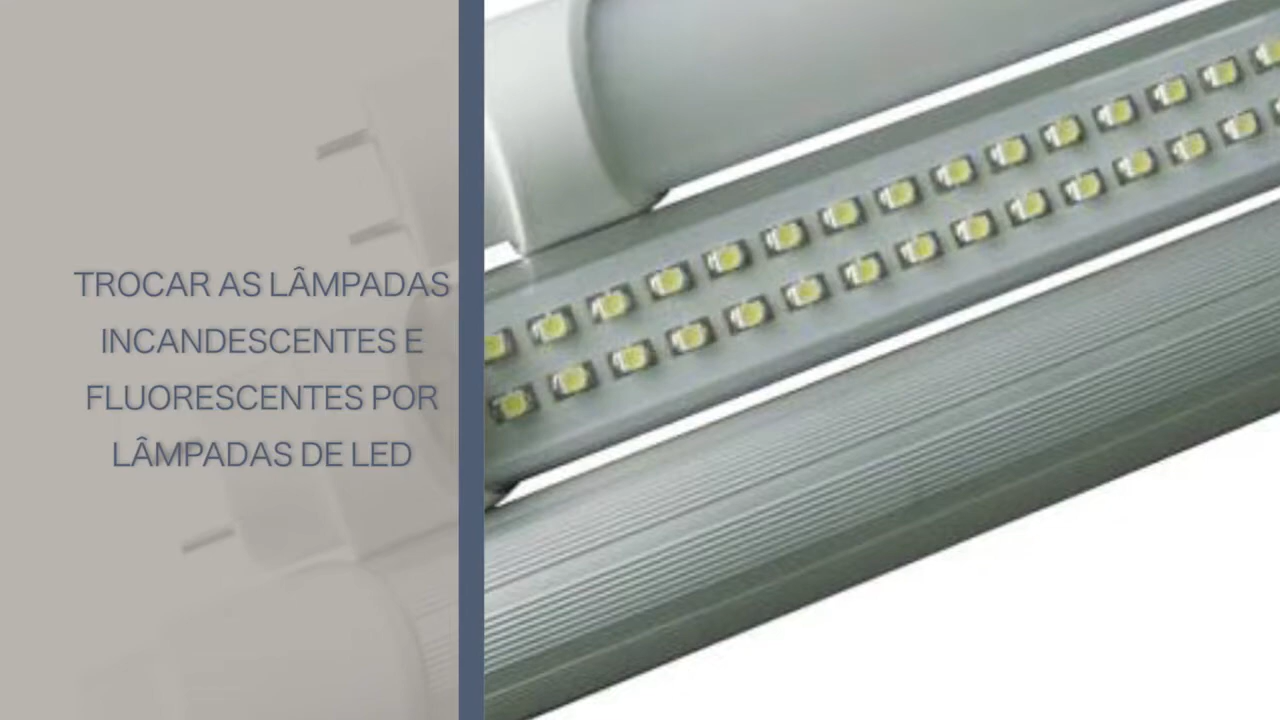 TROCAR AS LÂMPADAS
INCANDESCENTES E
FLUORESCENTES POR
LÂMPADAS DE LED